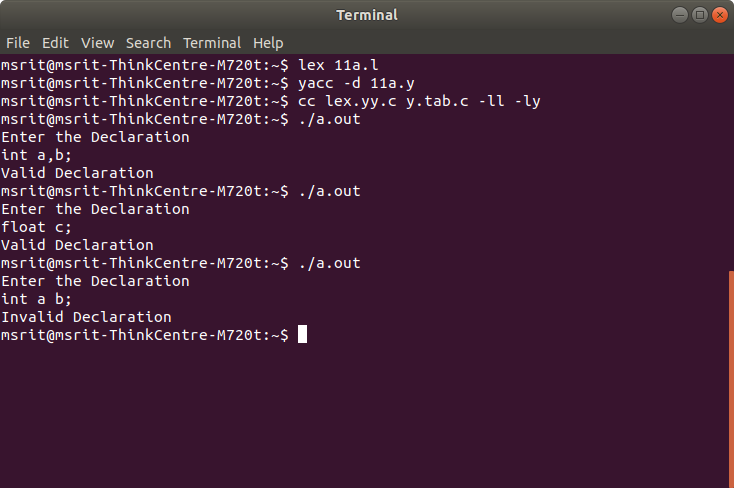 Terminal
File Edit View Search Terminal Help
msrit@msrit-ThinkCentre-M720t:~$ lex 11a.l
msrit@msrit-ThinkCentre-M720t:~$ yacc -d 11a.y
msrit@msrit-ThinkCentre-M720t:~$ cc lex.yy.c y.tab.c -ll -ly
msrit@msrit-ThinkCentre-M720t:~$ ./a.out
Enter the Declaration
int a,b;
Valid Declaration
msrit@msrit-ThinkCentre-M720t:~$ ./a.out
Enter the Declaration
float c;
Valid Declaration
msrit@msrit-ThinkCentre-M720t:~$ ./a.out
Enter the Declaration
int a b;
Invalid Declaration
msrit@msrit-ThinkCentre-M720t:~$